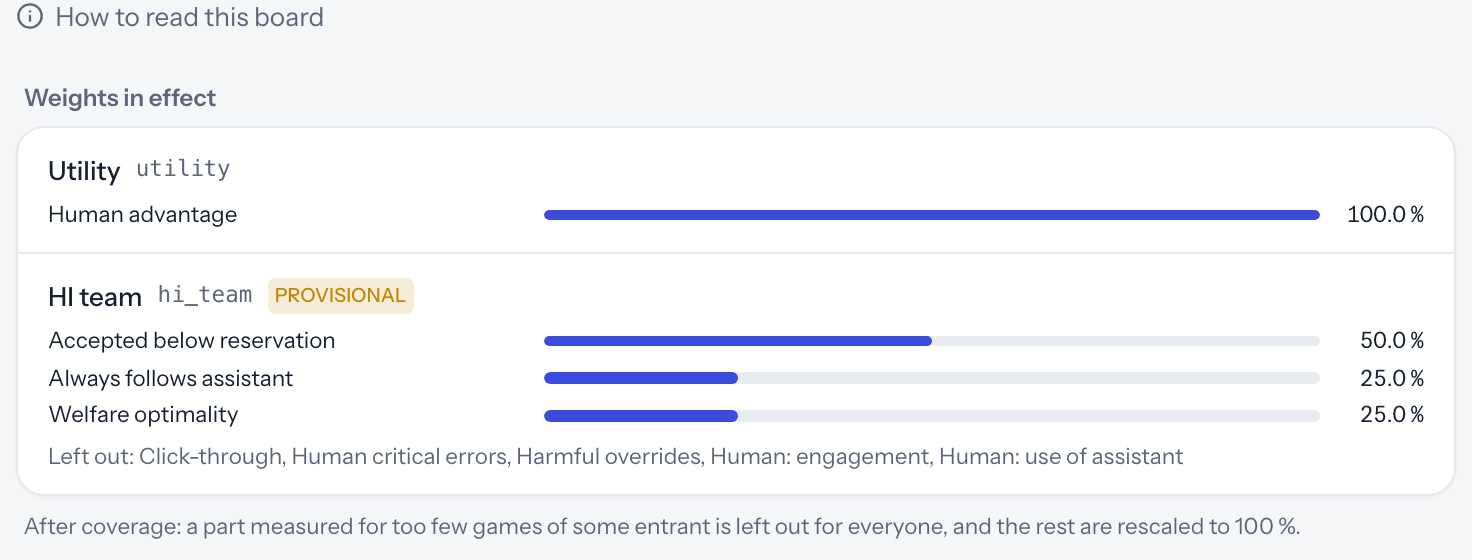 How to read this board
Weights in effect
Utility utility
Human advantage 100.0 %
HI team hi_team PROVISIONAL
Accepted below reservation 50.0 %
Always follows assistant 25.0 %
Welfare optimality 25.0 %
Left out: Click-through, Human critical errors, Harmful overrides, Human: engagement, Human: use of assistant
After coverage: a part measured for too few games of some entrant is left out for everyone, and the rest are rescaled to 100 %.